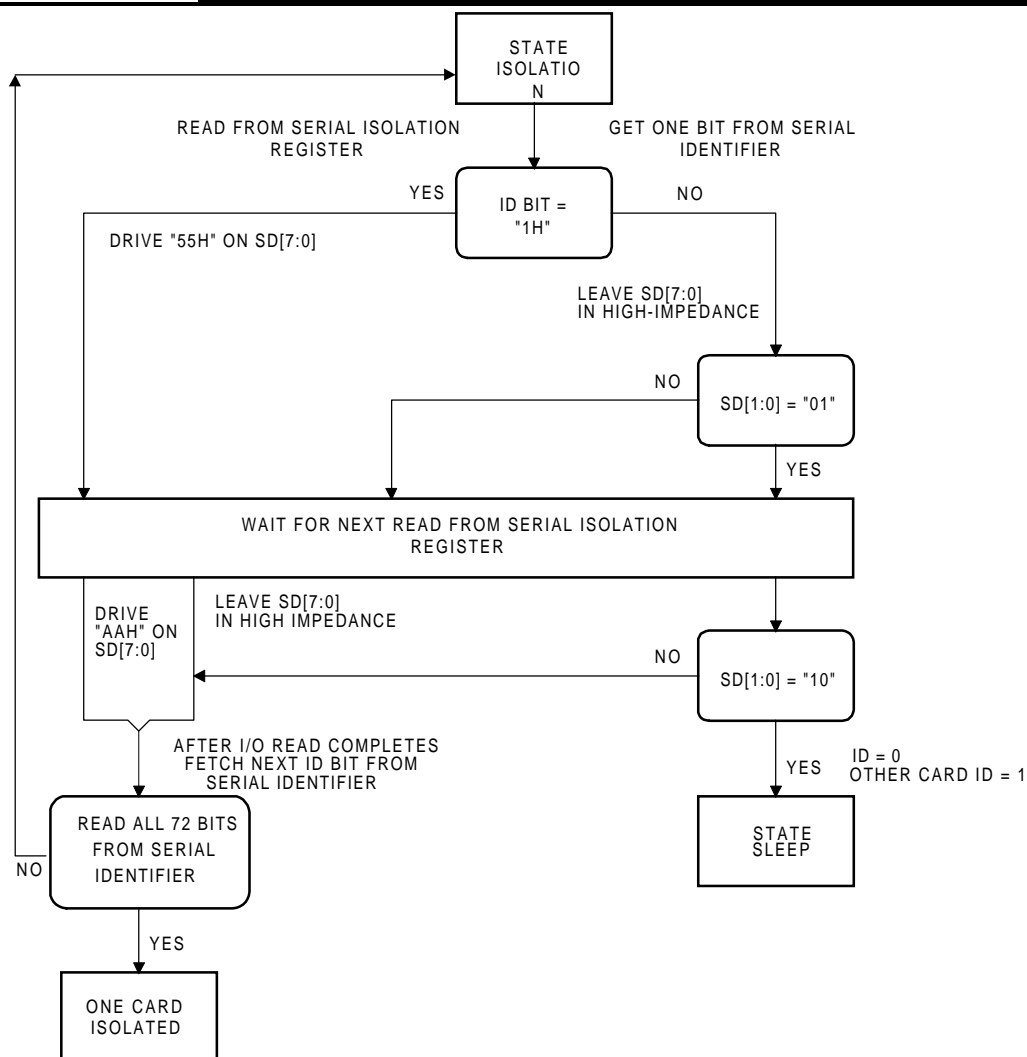 STATE
ISOLATIO
N
READ FROM SERIAL ISOLATION
REGISTER
GET ONE BIT FROM SERIAL
IDENTIFIER
YES
ID BIT =
"1H"
NO
DRIVE "55H" ON SD[7:0]
LEAVE SD[7:0]
IN HIGH-IMPEDANCE
NO
SD[1:0] = "01"
YES
WAIT FOR NEXT READ FROM SERIAL ISOLATION
REGISTER
DRIVE
"AAH" ON
SD[7:0]
LEAVE SD[7:0]
IN HIGH IMPEDANCE
NO
SD[1:0] = "10"
AFTER I/O READ COMPLETES
FETCH NEXT ID BIT FROM
SERIAL IDENTIFIER
YES
ID = 0
OTHER CARD ID = 1
READ ALL 72 BITS
FROM SERIAL
IDENTIFIER
STATE
SLEEP
NO
YES
ONE CARD
ISOLATED